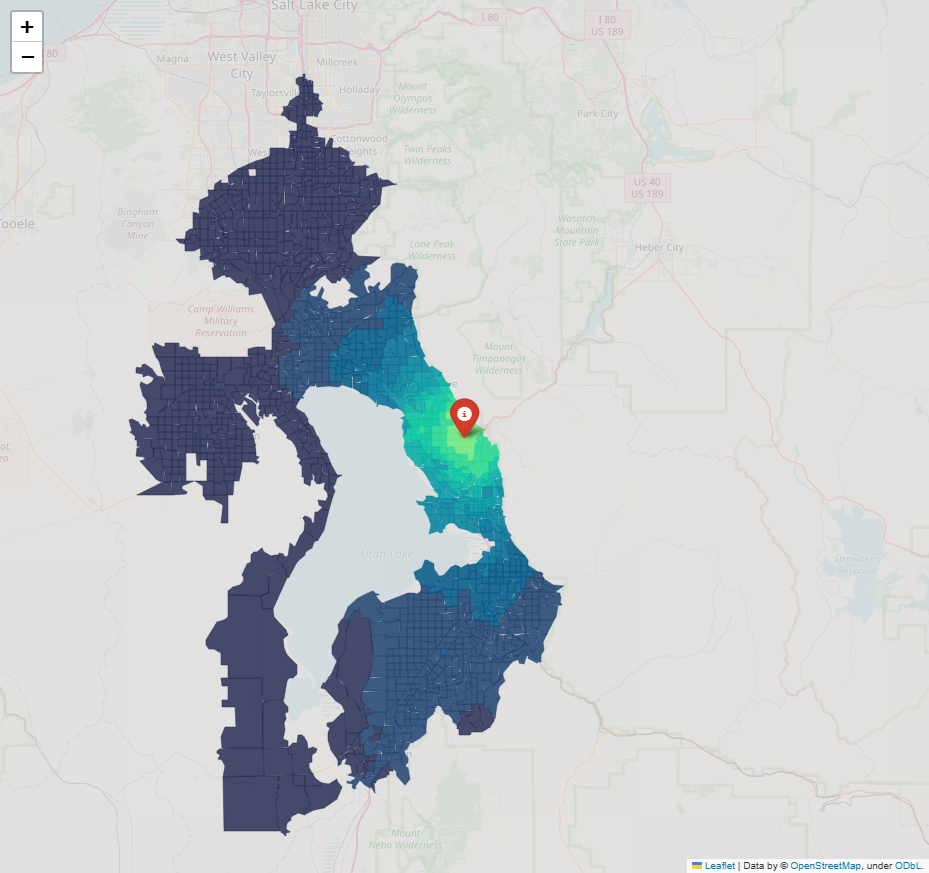 Salt Lake City
+
−
I 80
I 80
US 189
80
West Valley
City
Magna
Millcreek
Taylorsvil
Holladay
Mount
Olympus
Wilderness
Park City
Cottonwood
Heights
Wes
Twin Peaks
Wilderness
US 40
US 189
Tooele
Bingham
Canyon
Mine
Wasatch
Mountain
State Park
Heber City
Lone Peak
Wilderness
Camp Williams
Military
Reservation
Mount
Timpanogos
Wilderness
i
Utah Lake
Strawberry
Reservoir
Mount
Nebo Wilderness
Leaflet | Data by © OpenStreetMap, under ODbL.